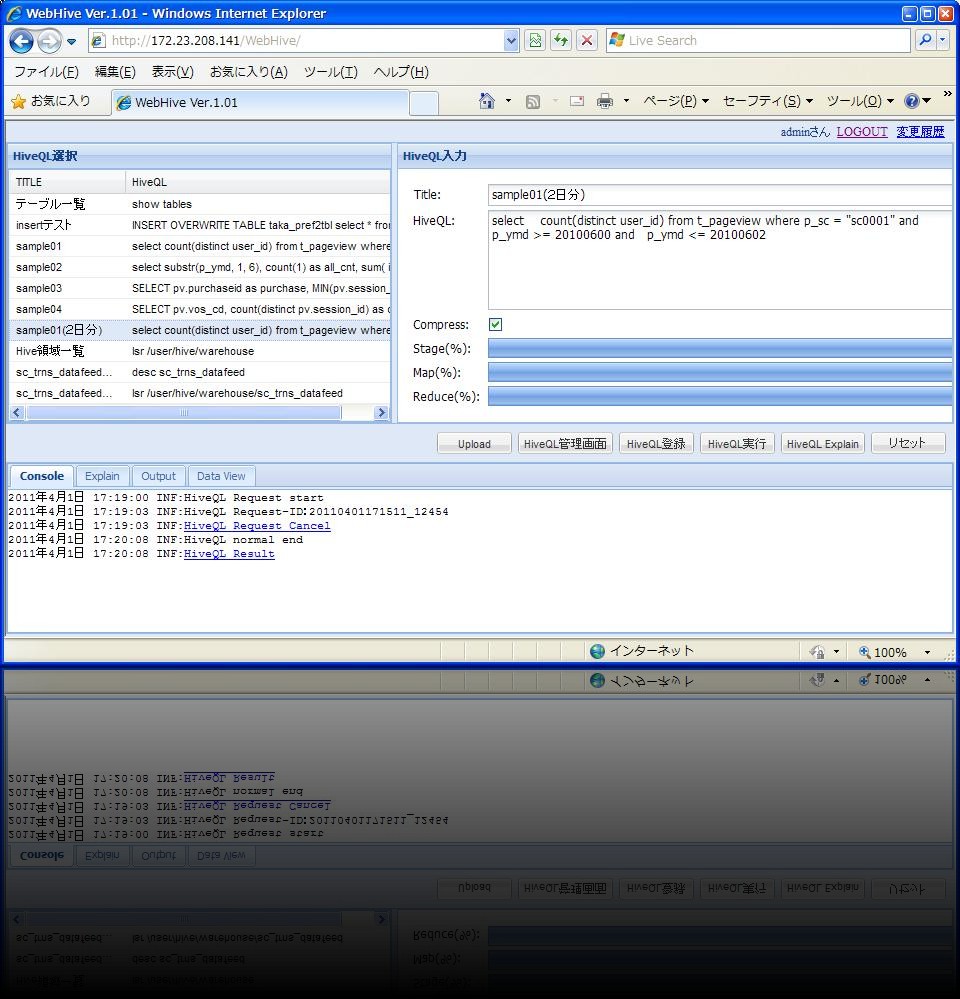 WebHive Ver.1.01 - Windows Internet Explorer
http://172.23.208.141/WebHive/
Live Search
ファイル(F) 編集(E) 表示(V) お気に入り(A) ツール(T) ヘルプ(H)
お気に入り WebHive Ver.1.01 ページ(P) セーフティ(S) ツール(O) »
adminさん LOGOUT 変更履歴
HiveQL選択
TITLE HiveQL
テーブル一覧 show tables
insertテスト INSERT OVERWRITE TABLE taka_pref2tbl select * fro
sample01 select count(distinct user_id) from t_pageview where
sample02 select substr(p_ymd, 1, 6), count(1) as all_cnt, sum( i
sample03 SELECT pv.purchaseid as purchase, MIN(pv.session_
sample04 SELECT pv.vos_cd, count(distinct pv.session_id) as c
sample01(2日分) select count(distinct user_id) from t_pageview where
Hive領域一覧 lsr /user/hive/warehouse
sc_trns_datafeed... desc sc_trns_datafeed
sc_trns_datafeed... lsr /user/hive/warehouse/sc_trns_datafeed
HiveQL入力
Title: sample01(2日分)
HiveQL: select count(distinct user_id) from t_pageview where p_sc = "sc0001" and
p_ymd >= 20100600 and p_ymd <= 20100602
Compress:
Stage(%):
Map(%):
Reduce(%):
Upload HiveQL管理画面 HiveQL登録 HiveQL実行 HiveQL Explain リセット
Console Explain Output Data View
2011年4月1日 17:19:00 INF:HiveQL Request start
2011年4月1日 17:19:03 INF:HiveQL Request-ID:20110401171511_12454
2011年4月1日 17:19:03 INF:HiveQL Request Cancel
2011年4月1日 17:20:08 INF:HiveQL normal end
2011年4月1日 17:20:08 INF:HiveQL Result
インターネット 100%